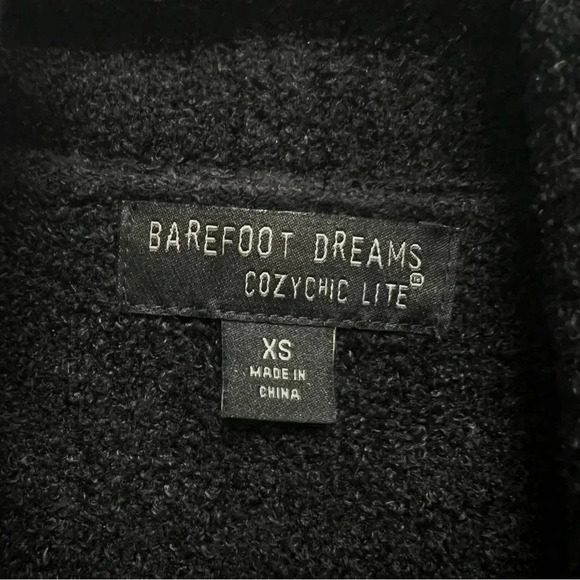 BAREFOOT DREAMS
COZYCHIC LITE®
XS
MADE IN
CHINA